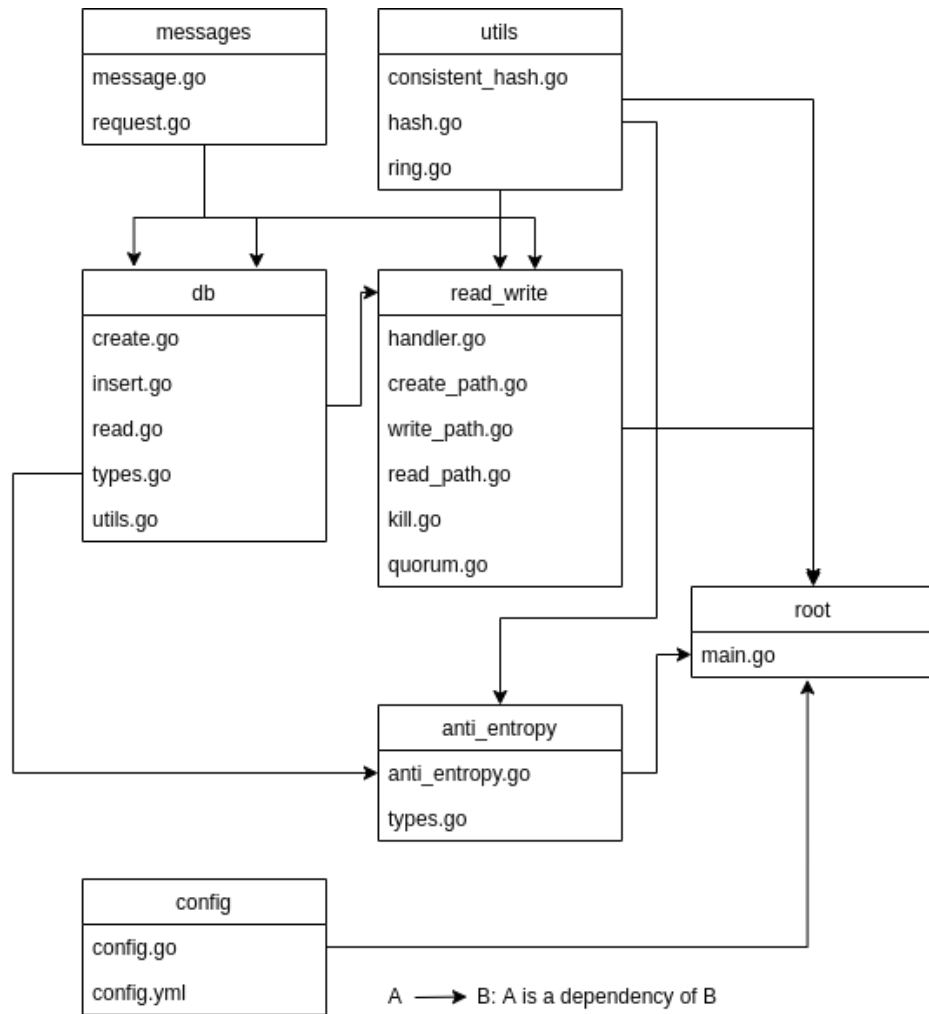 messages
message.go
request.go
utils
consistent_hash.go
hash.go
ring.go
db
create.go
insert.go
read.go
types.go
utils.go
read_write
handler.go
create_path.go
write_path.go
read_path.go
kill.go
quorum.go
root
main.go
anti_entropy
anti_entropy.go
types.go
config
config.go
config.yml
A B: A is a dependency of B